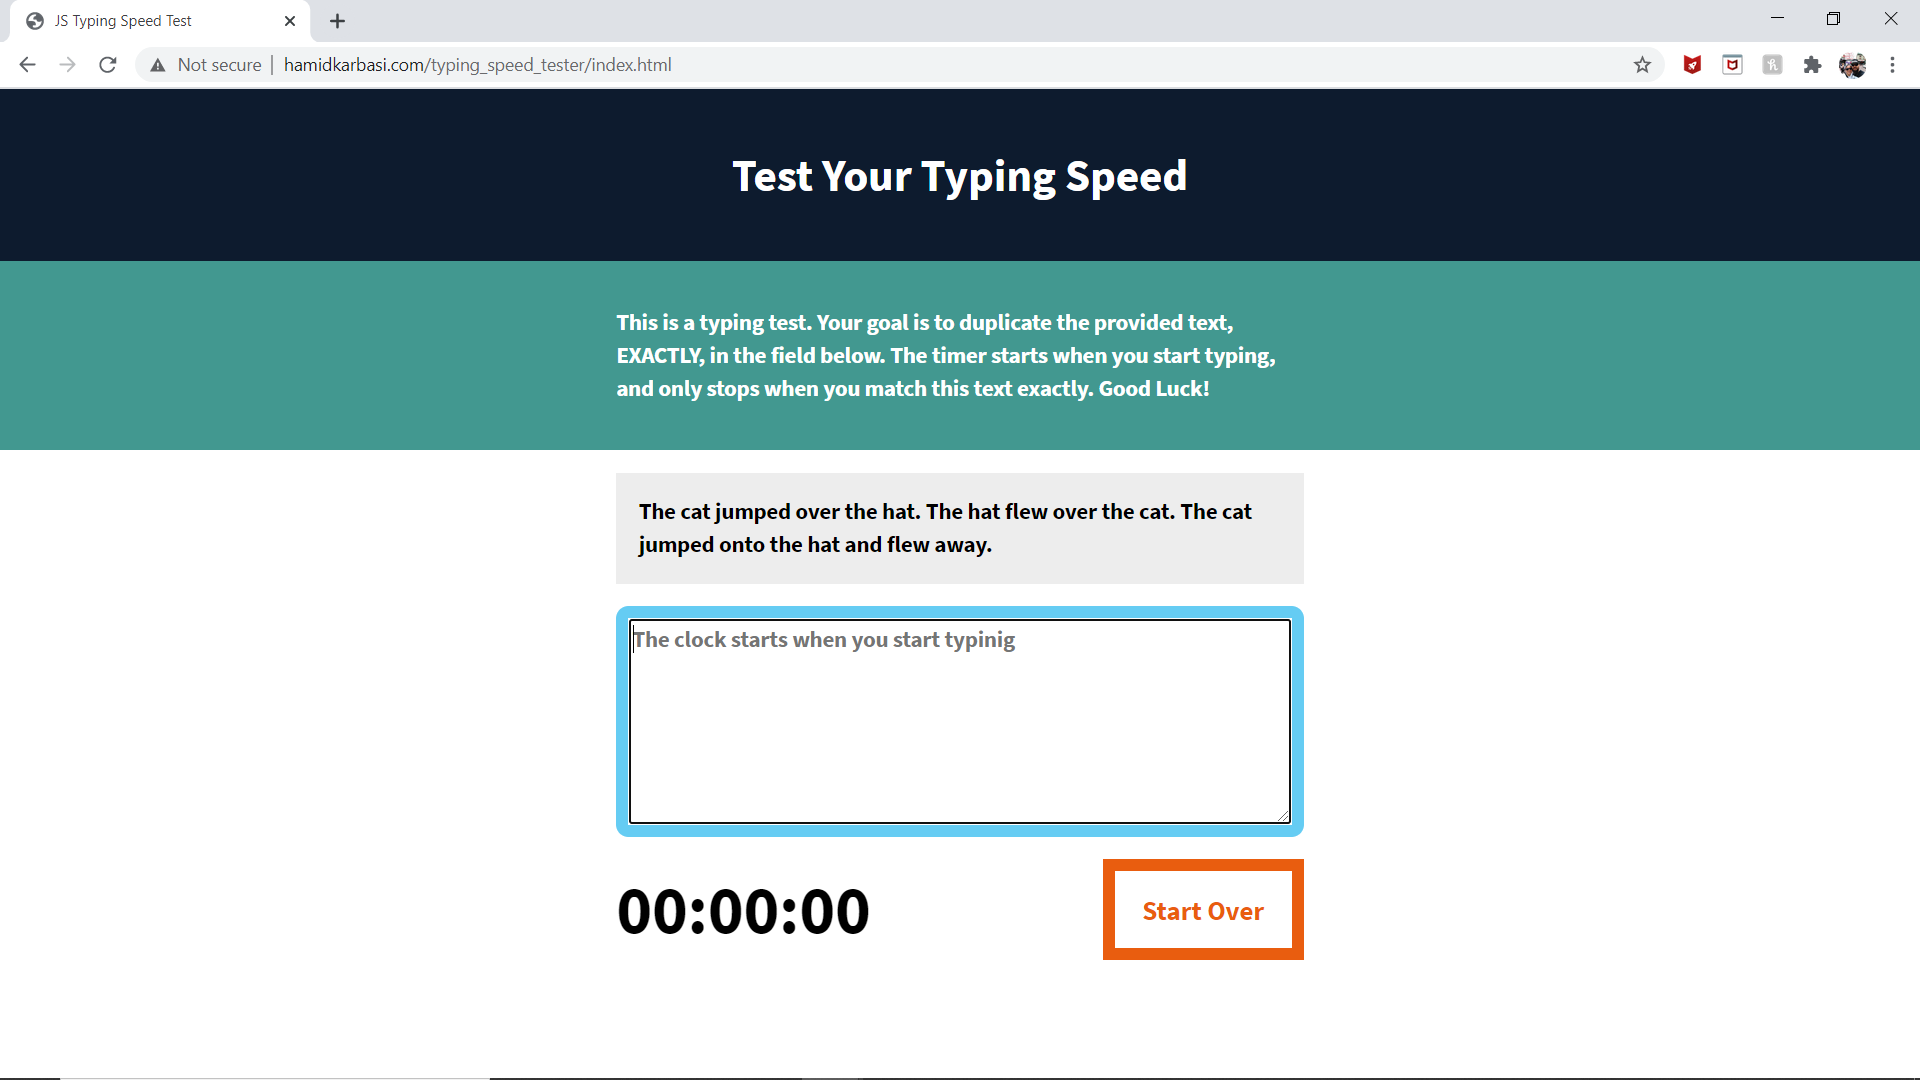 JS Typing Speed Test
Not secure | hamidkarbasi.com/typing_speed_tester/index.html
Test Your Typing Speed
This is a typing test. Your goal is to duplicate the provided text,
EXACTLY, in the field below. The timer starts when you start typing,
and only stops when you match this text exactly. Good Luck!
The cat jumped over the hat. The hat flew over the cat. The cat
jumped onto the hat and flew away.
The clock starts when you start typinig
00:00:00
Start Over